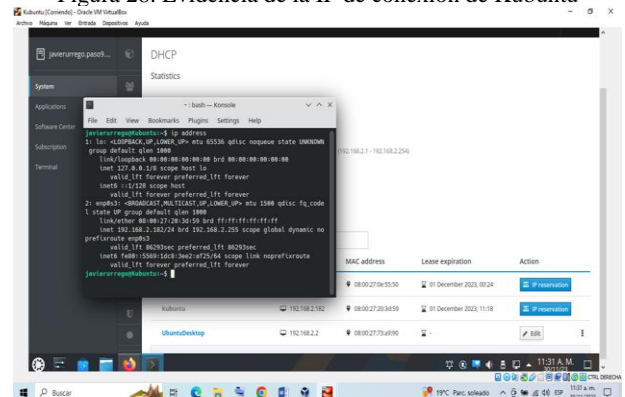 Figura 28. Evidencia de la IP de conexión de Kubuntu
Kubuntu [Corriendo] - Oracle VM VirtualBox
Archivo Máquina Ver Entrada Dispositivos Ayuda
javierurrego.paso9...
DHCP
Statistics
System
Applications
Software Center
Subscription
Terminal
~ : bash — Konsole
File Edit View Bookmarks Plugins Settings Help
javierurrego@Kubuntu:~$ ip address
1: lo: <LOOPBACK,UP,LOWER_UP> mtu 65536 qdisc noqueue state UNKNOWN
group default qlen 1000
link/loopback 00:00:00:00:00:00 brd 00:00:00:00:00:00
inet 127.0.0.1/8 scope host lo
valid_lft forever preferred_lft forever
inet6 ::1/128 scope host
valid_lft forever preferred_lft forever
2: enp0s3: <BROADCAST,MULTICAST,UP,LOWER_UP> mtu 1500 qdisc fq_code
l state UP group default qlen 1000
link/ether 08:00:27:20:3d:59 brd ff:ff:ff:ff:ff:ff
inet 192.168.2.182/24 brd 192.168.2.255 scope global dynamic no
prefixroute enp0s3
valid_lft 86293sec preferred_lft 86293sec
inet6 fe80::5569:1dc8:3ee2:af25/64 scope link noprefixroute
valid_lft forever preferred_lft forever
javierurrego@Kubuntu:~$
(192.168.2.1 - 192.168.2.254)
MAC address Lease expiration Action
08:00:27:0e:55:50 01 December 2023, 00:24 IP reservation
Kubuntu 192.168.2.182 08:00:27:20:3d:59 01 December 2023, 11:18 IP reservation
UbuntuDesktop 192.168.2.2 08:00:27:73:a9:90 - Edit
11:31 A. M.
30/11/23
CTRL DERECHA
Buscar
19°C Parc. soleado
ESP
11:31 a. m.
30/11/2023